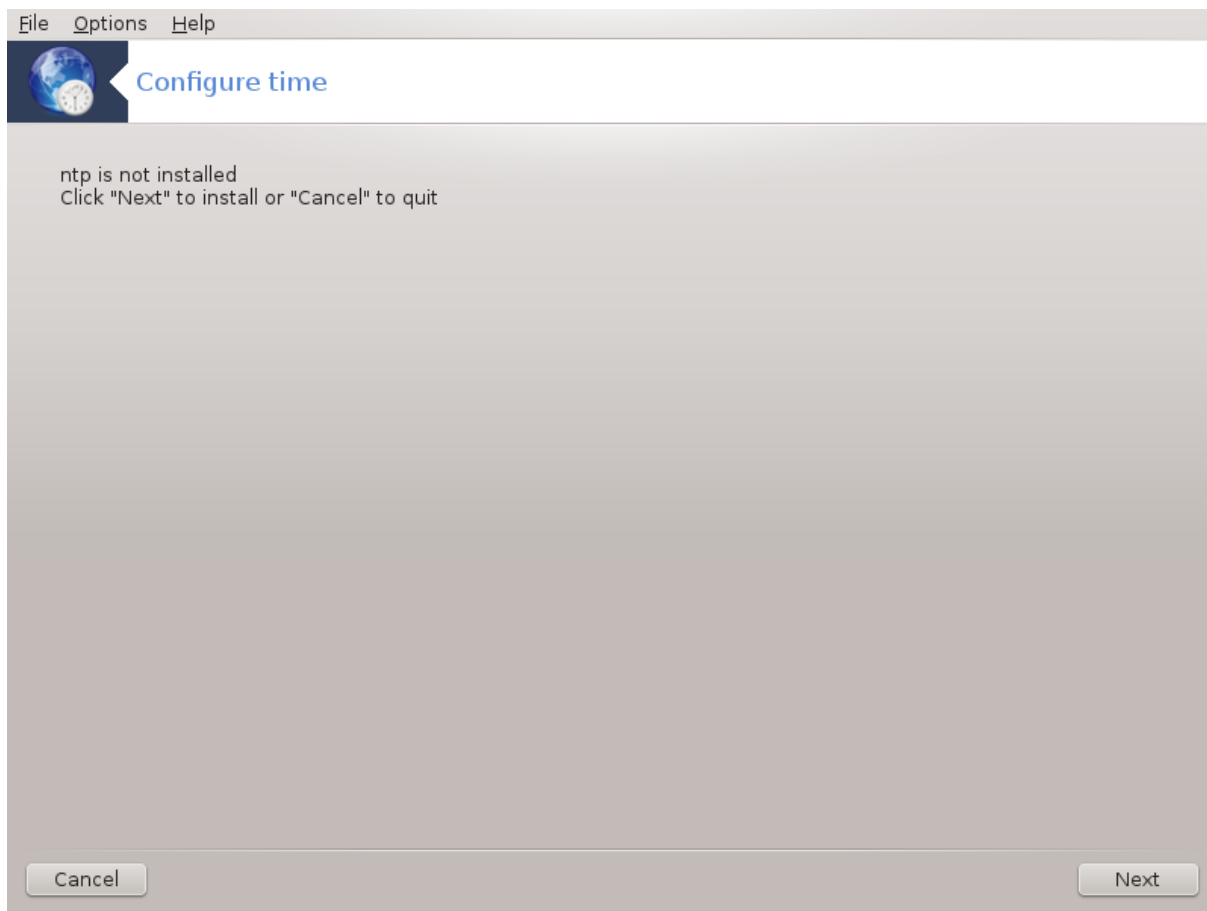 File Options Help
Configure time
ntp is not installed
Click "Next" to install or "Cancel" to quit
Cancel Next